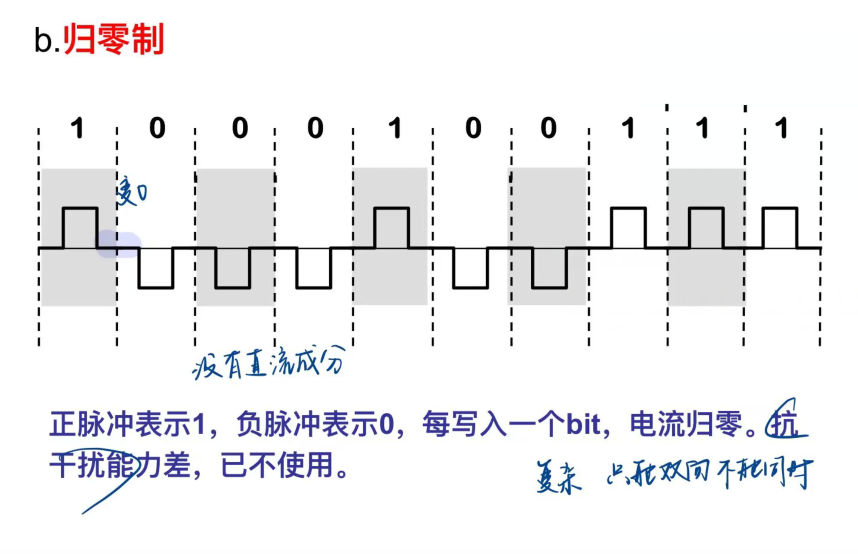 b.归零制
1 0 0 0 1 0 0 1 1 1
变0
没有直流成分
正脉冲表示1，负脉冲表示0，每写入一个bit，电流归零。抗
干扰能力差，已不使用。
复杂 只能双向不能同时